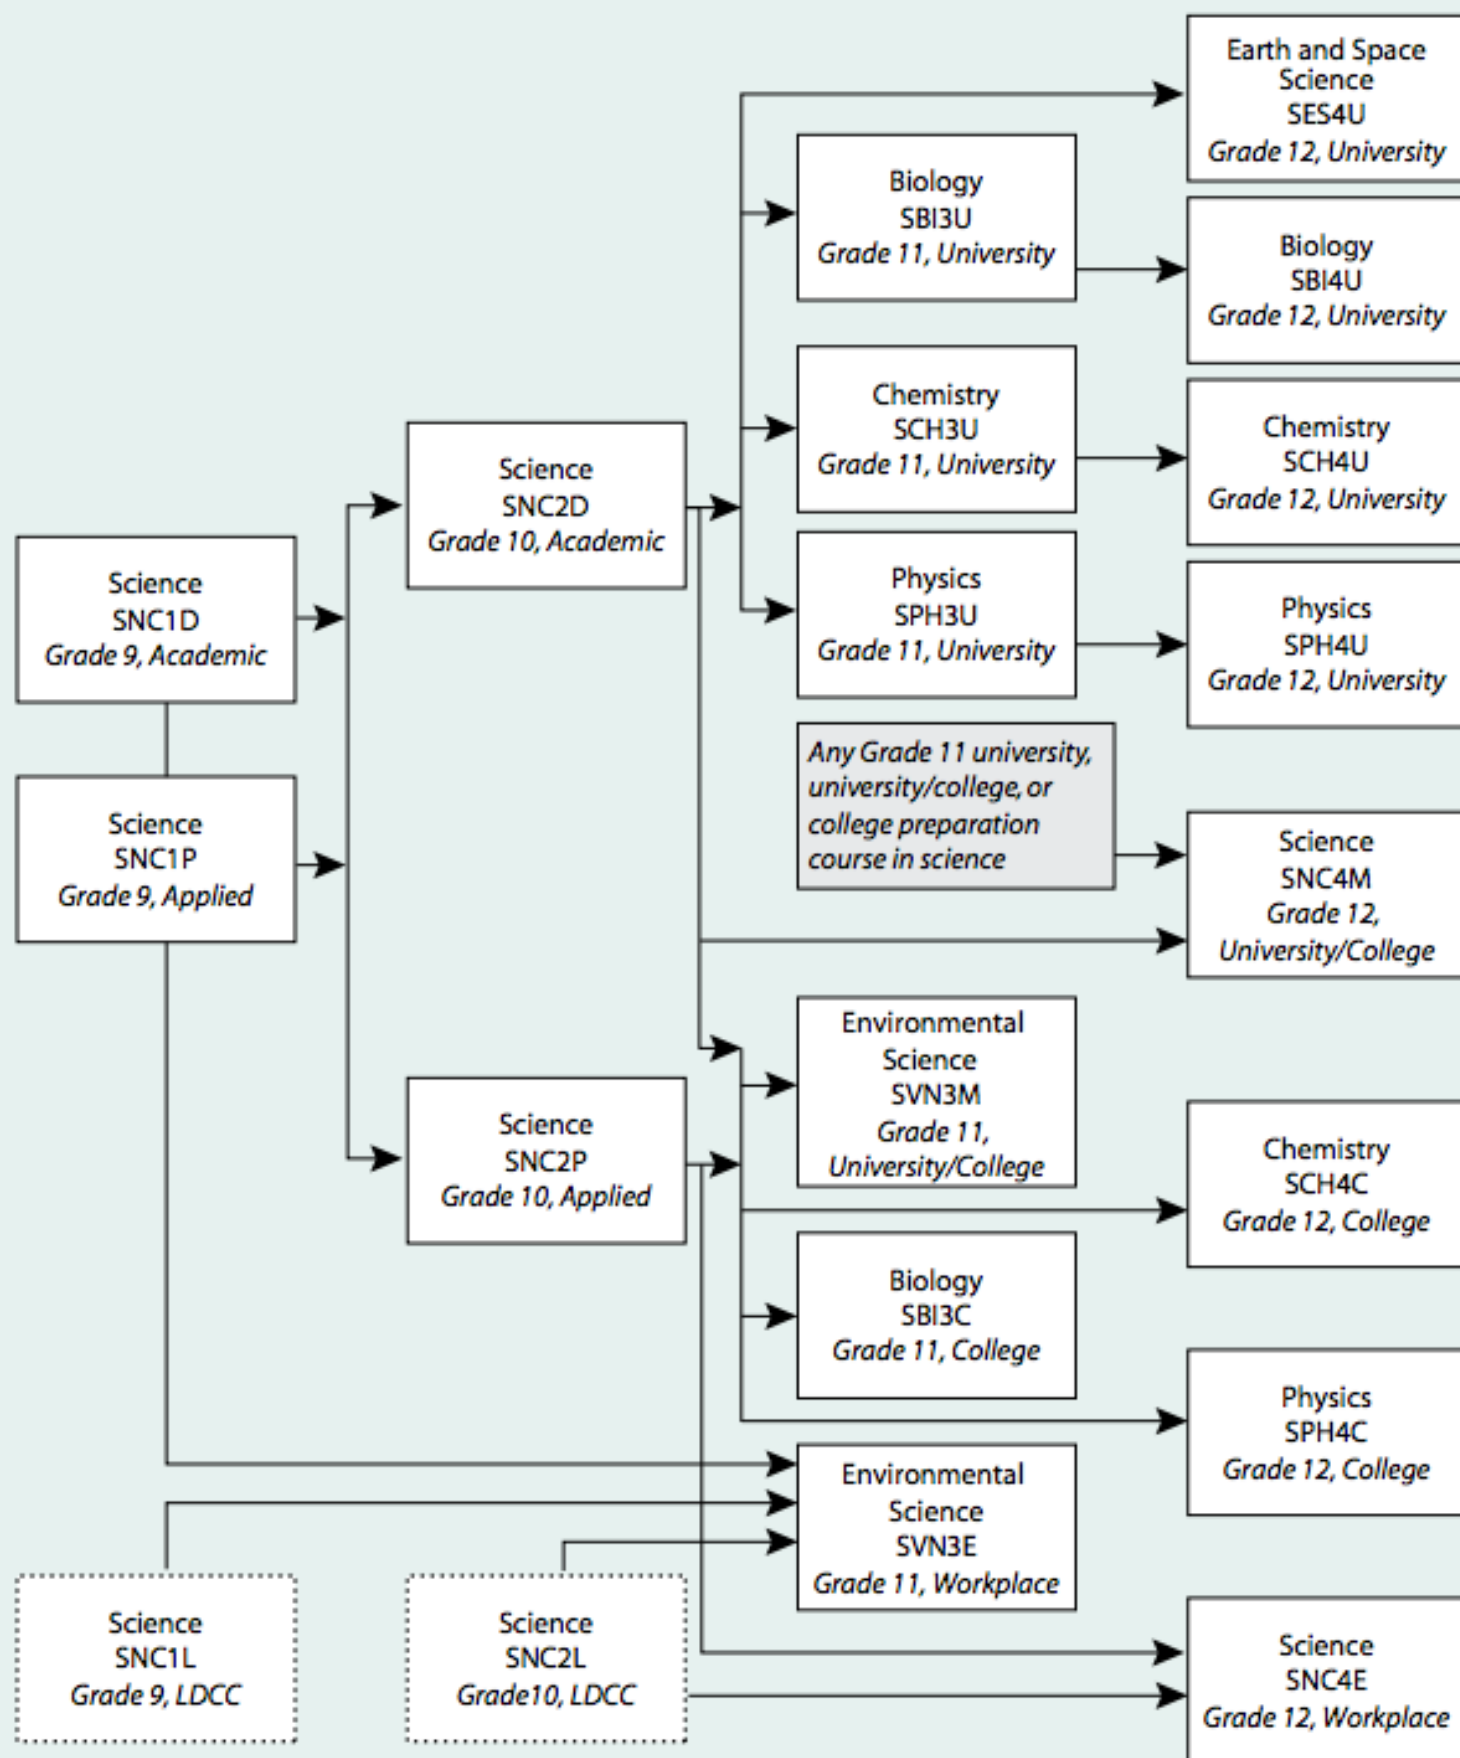 Earth and Space
Science
SES4U
Grade 12, University
Biology
SBI3U
Grade 11, University
Biology
SBI4U
Grade 12, University
Chemistry
SCH3U
Grade 11, University
Chemistry
SCH4U
Grade 12, University
Science
SNC2D
Grade 10, Academic
Science
SNC1D
Grade 9, Academic
Physics
SPH3U
Grade 11, University
Physics
SPH4U
Grade 12, University
Any Grade 11 university,
university/college, or
college preparation
course in science
Science
SNC1P
Grade 9, Applied
Science
SNC4M
Grade 12,
University/College
Environmental
Science
SVN3M
Grade 11,
University/College
Science
SNC2P
Grade 10, Applied
Chemistry
SCH4C
Grade 12, College
Biology
SBI3C
Grade 11, College
Physics
SPH4C
Grade 12, College
Environmental
Science
SVN3E
Grade 11, Workplace
Science
SNC1L
Grade 9, LDCC
Science
SNC2L
Grade10, LDCC
Science
SNC4E
Grade 12, Workplace